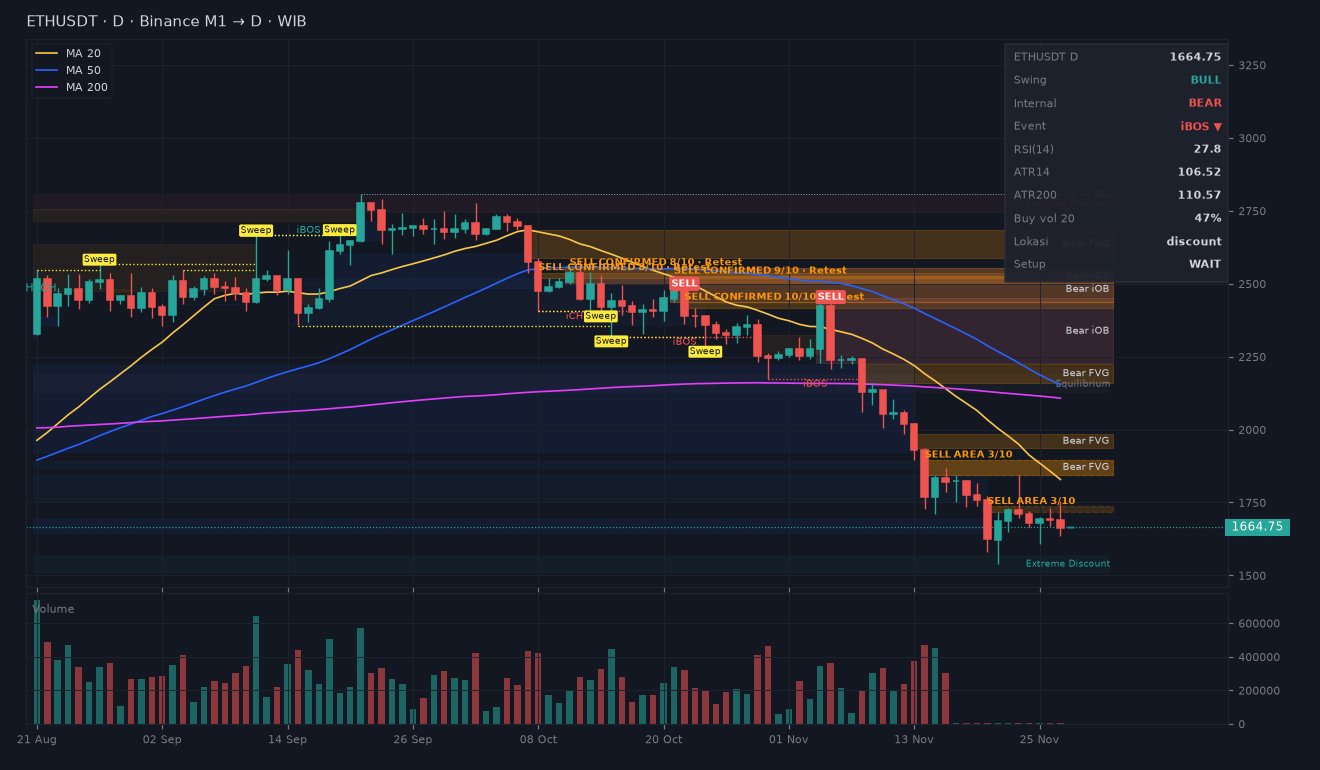 ETHUSDT · D · Binance M1 → D · WIB
MA 20
MA 50
MA 200
ETHUSDT D 1664.75
Swing BULL
Internal BEAR
Event iBOS ▼
RSI(14) 27.8
ATR14 106.52
ATR200 110.57
Buy vol 20 47%
Lokasi discount
Setup WAIT
3250
3000
2750
2500
2250
2000
1750
1500
1664.75
Sweep
Sweep
iBOS
Sweep
SELL CONFIRMED 8/10 · Retest
SELL CONFIRMED 8/10
SELL CONFIRMED 9/10 · Retest
SELL
SELL CONFIRMED 10/10
SELL
Sweep
Sweep
iBOS
Sweep
iBOS
Bear FVG
Bear iOB
Bear iOB
Bear FVG
Equilibrium
Bear FVG
SELL AREA 3/10
Bear FVG
SELL AREA 3/10
Extreme Discount
Volume
600000
400000
200000
0
21 Aug
02 Sep
14 Sep
26 Sep
08 Oct
20 Oct
01 Nov
13 Nov
25 Nov